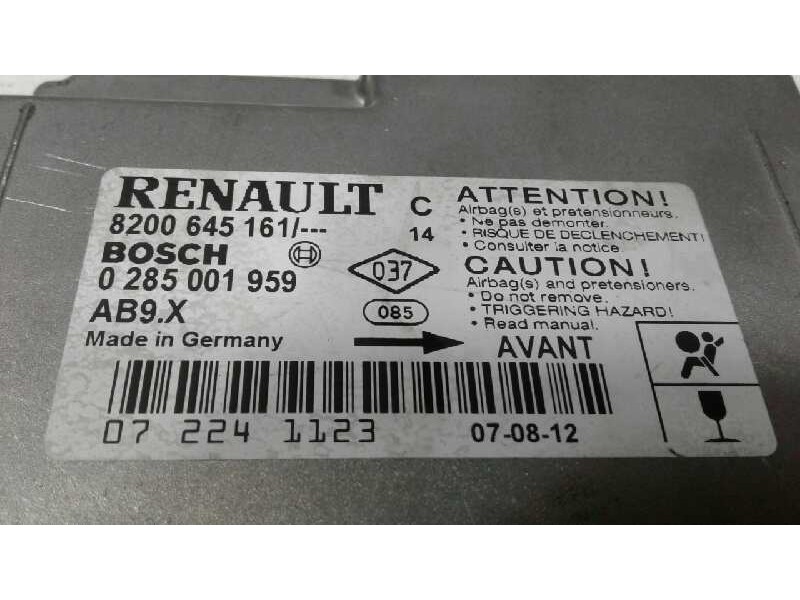 RENAULT C
8200 645 161/--- 14
BOSCH
0 285 001 959 037
AB9.X 085
Made in Germany AVANT
ATTENTION!
Airbag(s) et pretensionneurs.
• Ne pas demonter.
• RISQUE DE DECLENCHEMENT!
• Consulter la notice.
CAUTION!
Airbag(s) and pretensioners.
• Do not remove.
• TRIGGERING HAZARD!
• Read manual.
07 224 1123 07-08-12